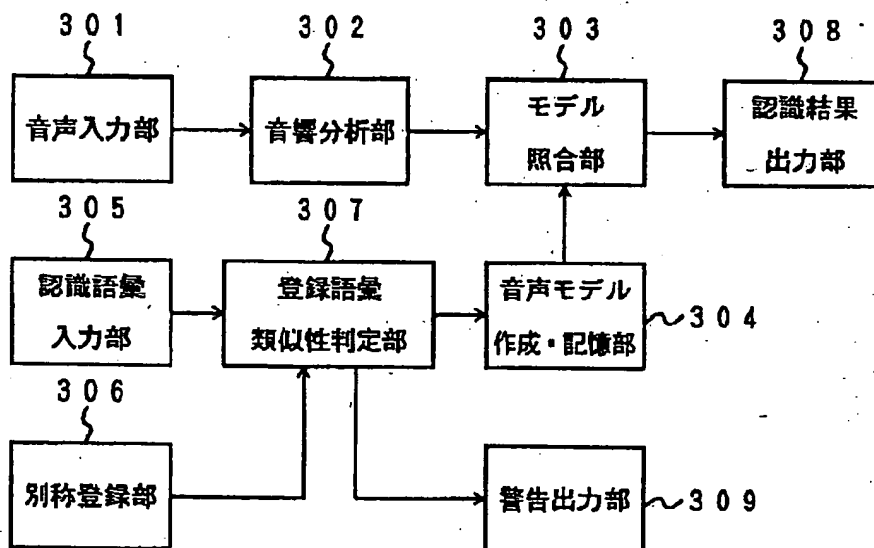 301
302
303
308
音声入力部
音響分析部
モデル
照合部
認識結果
出力部
305
307
認識語彙
入力部
登録語彙
類似性判定部
音声モデル
作成・記憶部
304
306
別称登録部
警告出力部
309